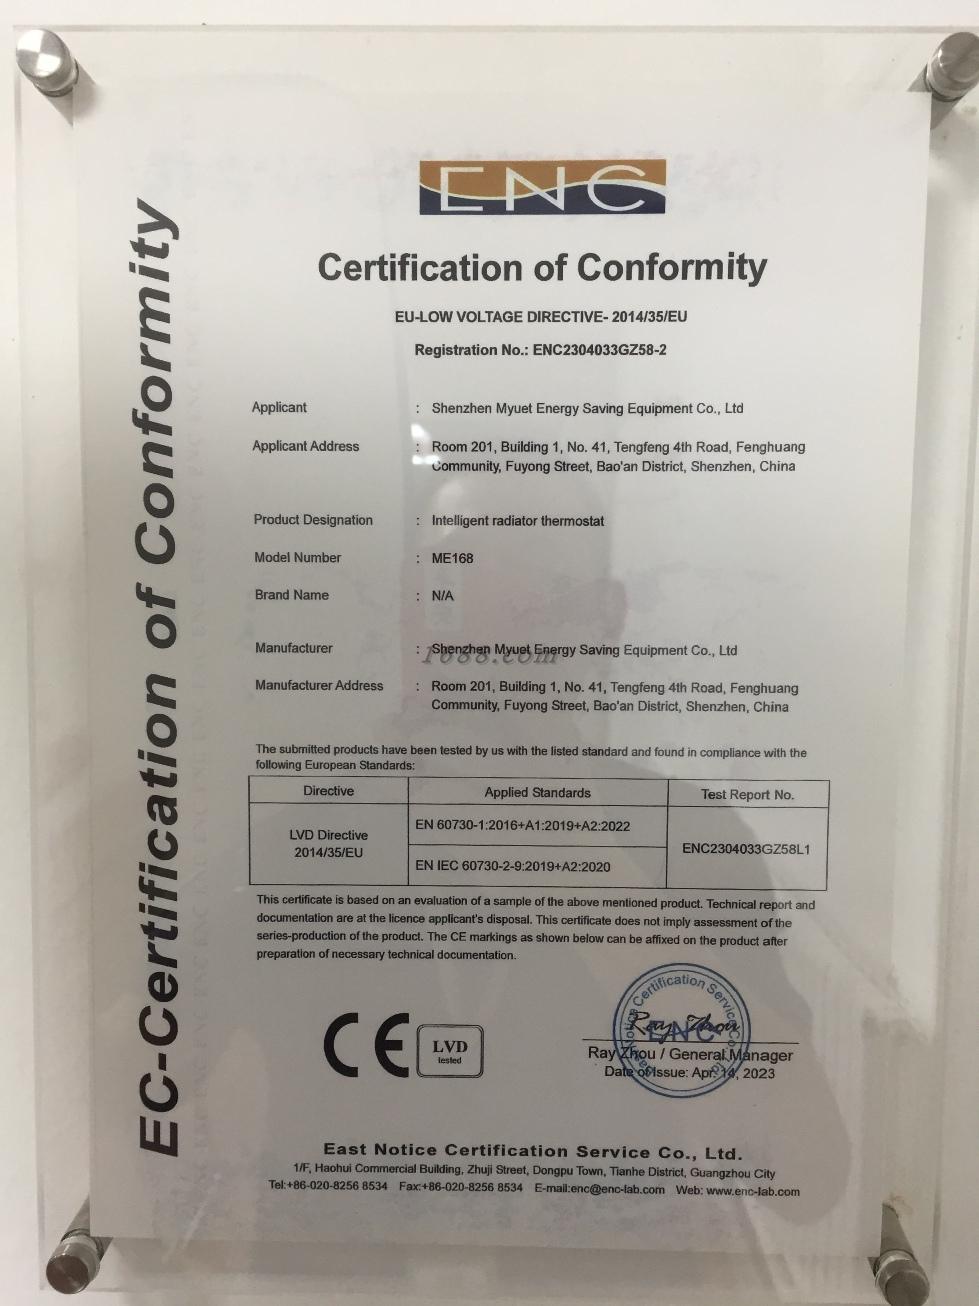 ENC
Certification of Conformity
EU-LOW VOLTAGE DIRECTIVE- 2014/35/EU
Registration No.: ENC2304033GZ58-2
EC-Certification of Conformity
Applicant : Shenzhen Myuet Energy Saving Equipment Co., Ltd
Applicant Address : Room 201, Building 1, No. 41, Tengfeng 4th Road, Fenghuang
Community, Fuyong Street, Bao'an District, Shenzhen, China
Product Designation : Intelligent radiator thermostat
Model Number : ME168
Brand Name : N/A
Manufacturer : Shenzhen Myuet Energy Saving Equipment Co., Ltd
1688.com
Manufacturer Address : Room 201, Building 1, No. 41, Tengfeng 4th Road, Fenghuang
Community, Fuyong Street, Bao'an District, Shenzhen, China
The submitted products have been tested by us with the listed standard and found in compliance with the
following European Standards:
Directive Applied Standards Test Report No.
LVD Directive
2014/35/EU
EN 60730-1:2016+A1:2019+A2:2022
EN IEC 60730-2-9:2019+A2:2020
ENC2304033GZ58L1
This certificate is based on an evaluation of a sample of the above mentioned product. Technical report and
documentation are at the licence applicant's disposal. This certificate does not imply assessment of the
series-production of the product. The CE markings as shown below can be affixed on the product after
preparation of necessary technical documentation.
CE
LVD
tested
Ray Zhou
ENC
Notice Certification Service Co.,
Ray Zhou / General Manager
Date of Issue: Apr. 14, 2023
East Notice Certification Service Co., Ltd.
1/F, Haohui Commercial Building, Zhuji Street, Dongpu Town, Tianhe District, Guangzhou City
Tel:+86-020-8256 8534 Fax:+86-020-8256 8534 E-mail:enc@enc-lab.com Web: www.enc-lab.com